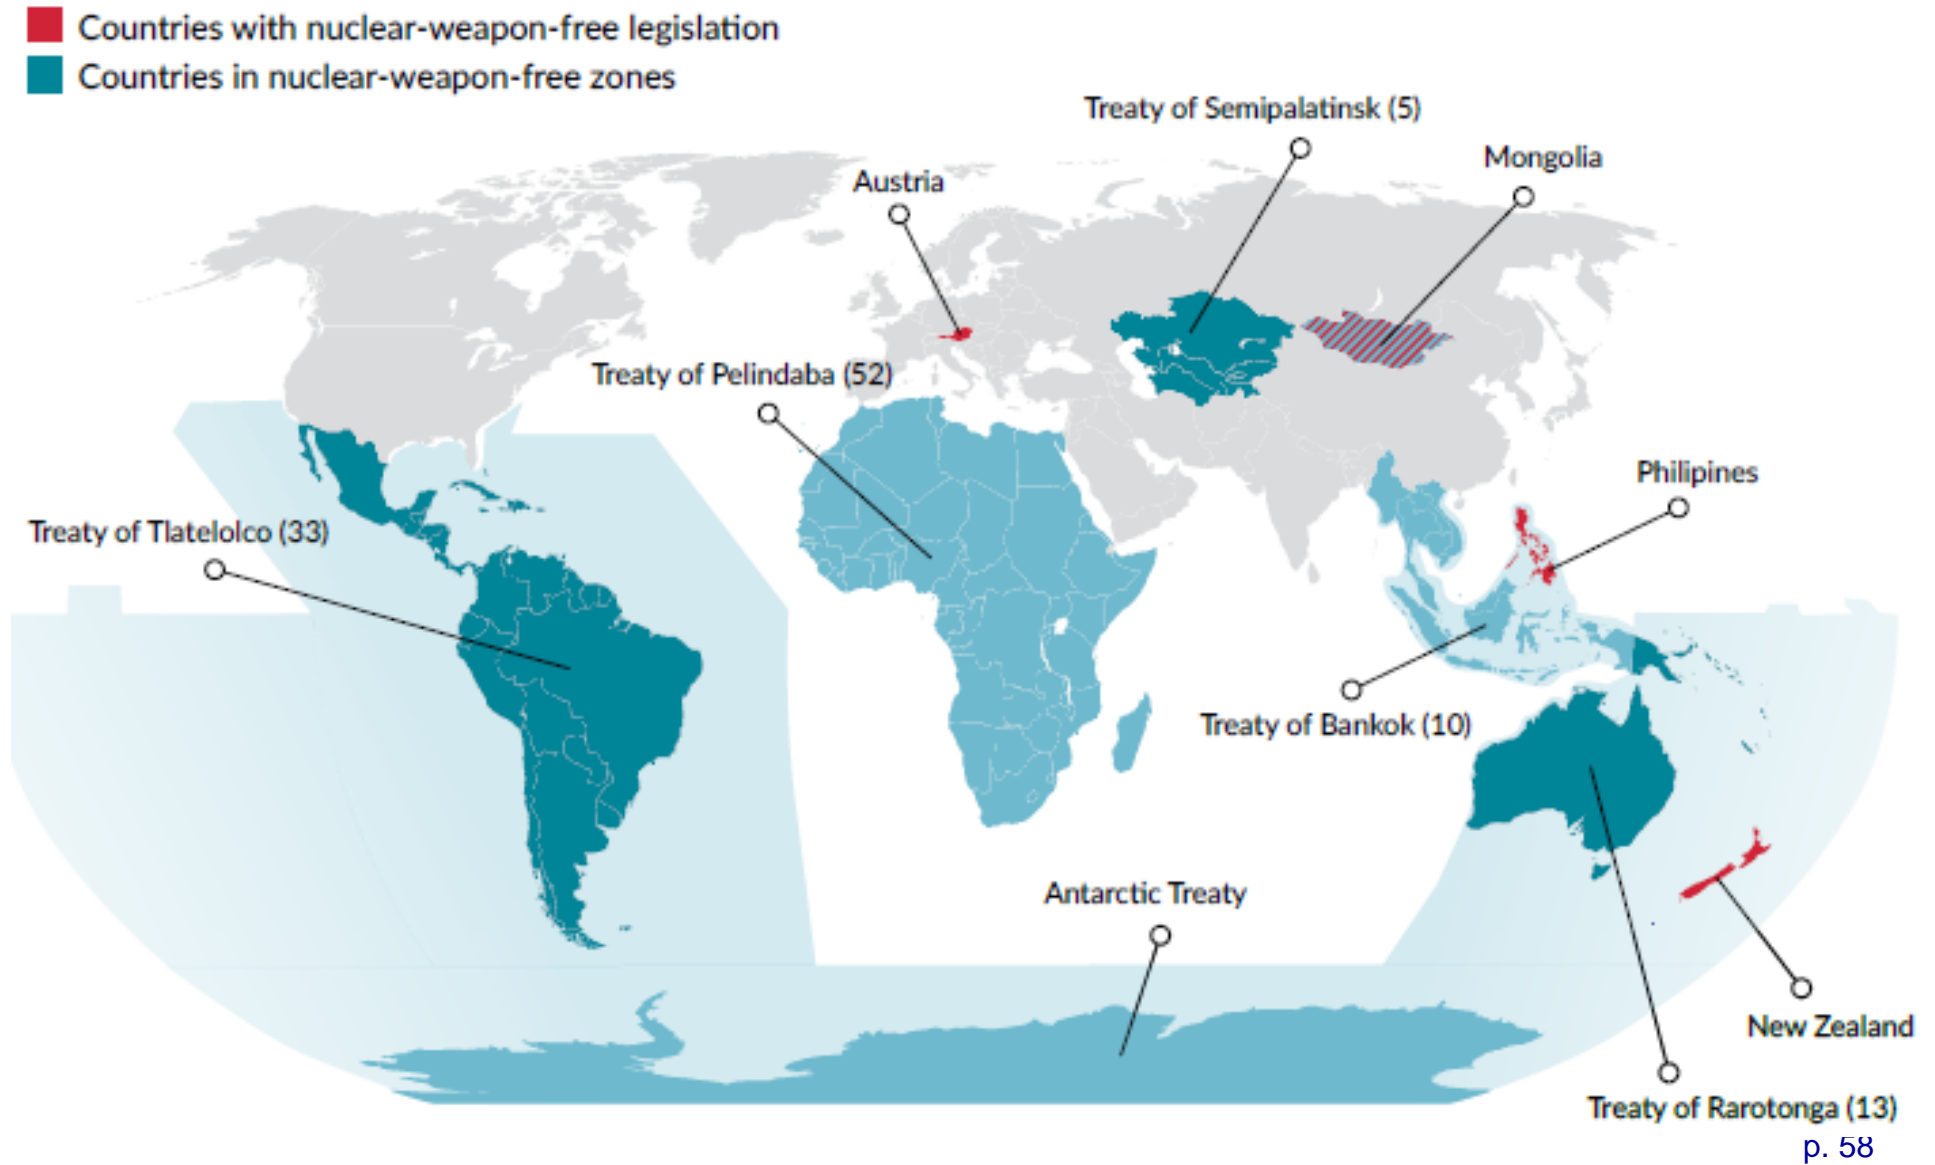 Countries with nuclear-weapon-free legislation
Countries in nuclear-weapon-free zones
Treaty of Semipalatinsk (5)
Mongolia
Austria
Treaty of Pelindaba (52)
Philipines
Treaty of Tlatelolco (33)
Treaty of Bankok (10)
Antarctic Treaty
New Zealand
Treaty of Rarotonga (13)
p. 58